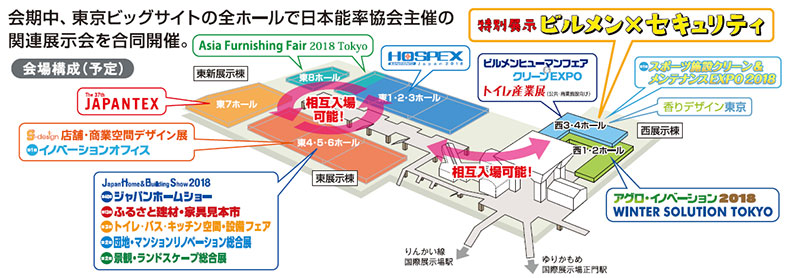 会期中、東京ビッグサイトの全ホールで日本能率協会主催の
関連展示会を合同開催。
会場構成（予定）
特別展示 ビルメン×セキュリティ
Asia Furnishing Fair 2018 Tokyo
HOSPEX
Japan 2018
ビルメンヒューマンフェア
&
クリーンEXPO
トイレ産業展
スポーツ施設クリーン&
メンテナンスEXPO 2018
香りデザイン東京
東新展示棟
東8ホール
The 37th
JAPANTEX
東7ホール
相互入場
可能!
東1・2・3ホール
西3・4ホール
西展示棟
西1・2ホール
S-design 店舗・商業空間デザイン展
イノベーションオフィス
東4・5・6ホール
東展示棟
相互入場可能!
Japan Home & Building Show 2018
ジャパンホームショー
ふるさと建材・家具見本市
トイレ・バス・キッチン空間・設備フェア
団地・マンションリノベーション総合展
景観・ランドスケープ総合展
アグロ・イノベーション2018
WINTER SOLUTION TOKYO
りんかい線
国際展示場駅
ゆりかもめ
国際展示場正門駅